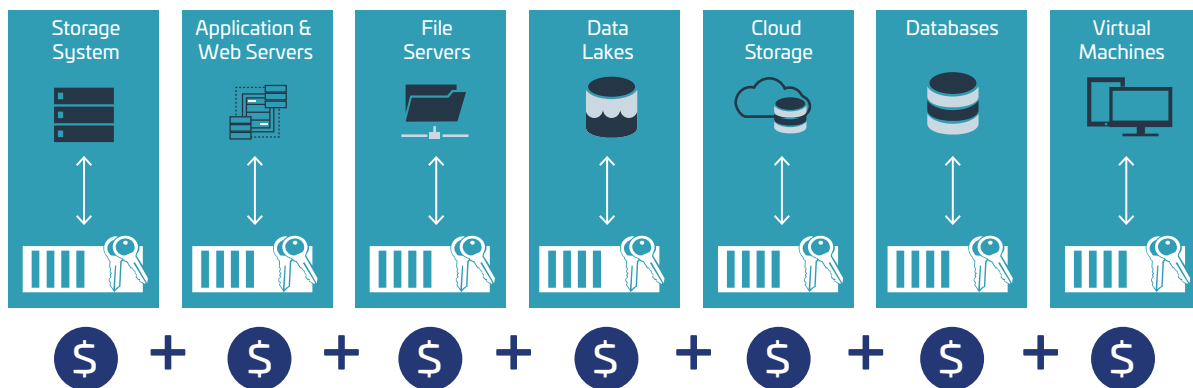 Storage
System
Application &
Web Servers
File
Servers
Data
Lakes
Cloud
Storage
Databases
Virtual
Machines
$ + $ + $ + $ + $ + $ + $